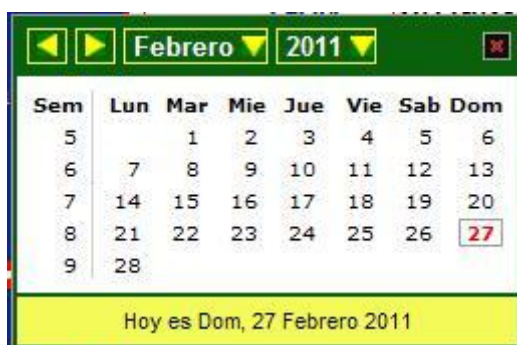 Febrero 2011
Sem Lun Mar Mie Jue Vie Sab Dom
5 1 2 3 4 5 6
6 7 8 9 10 11 12 13
7 14 15 16 17 18 19 20
8 21 22 23 24 25 26 27
9 28
Hoy es Dom, 27 Febrero 2011